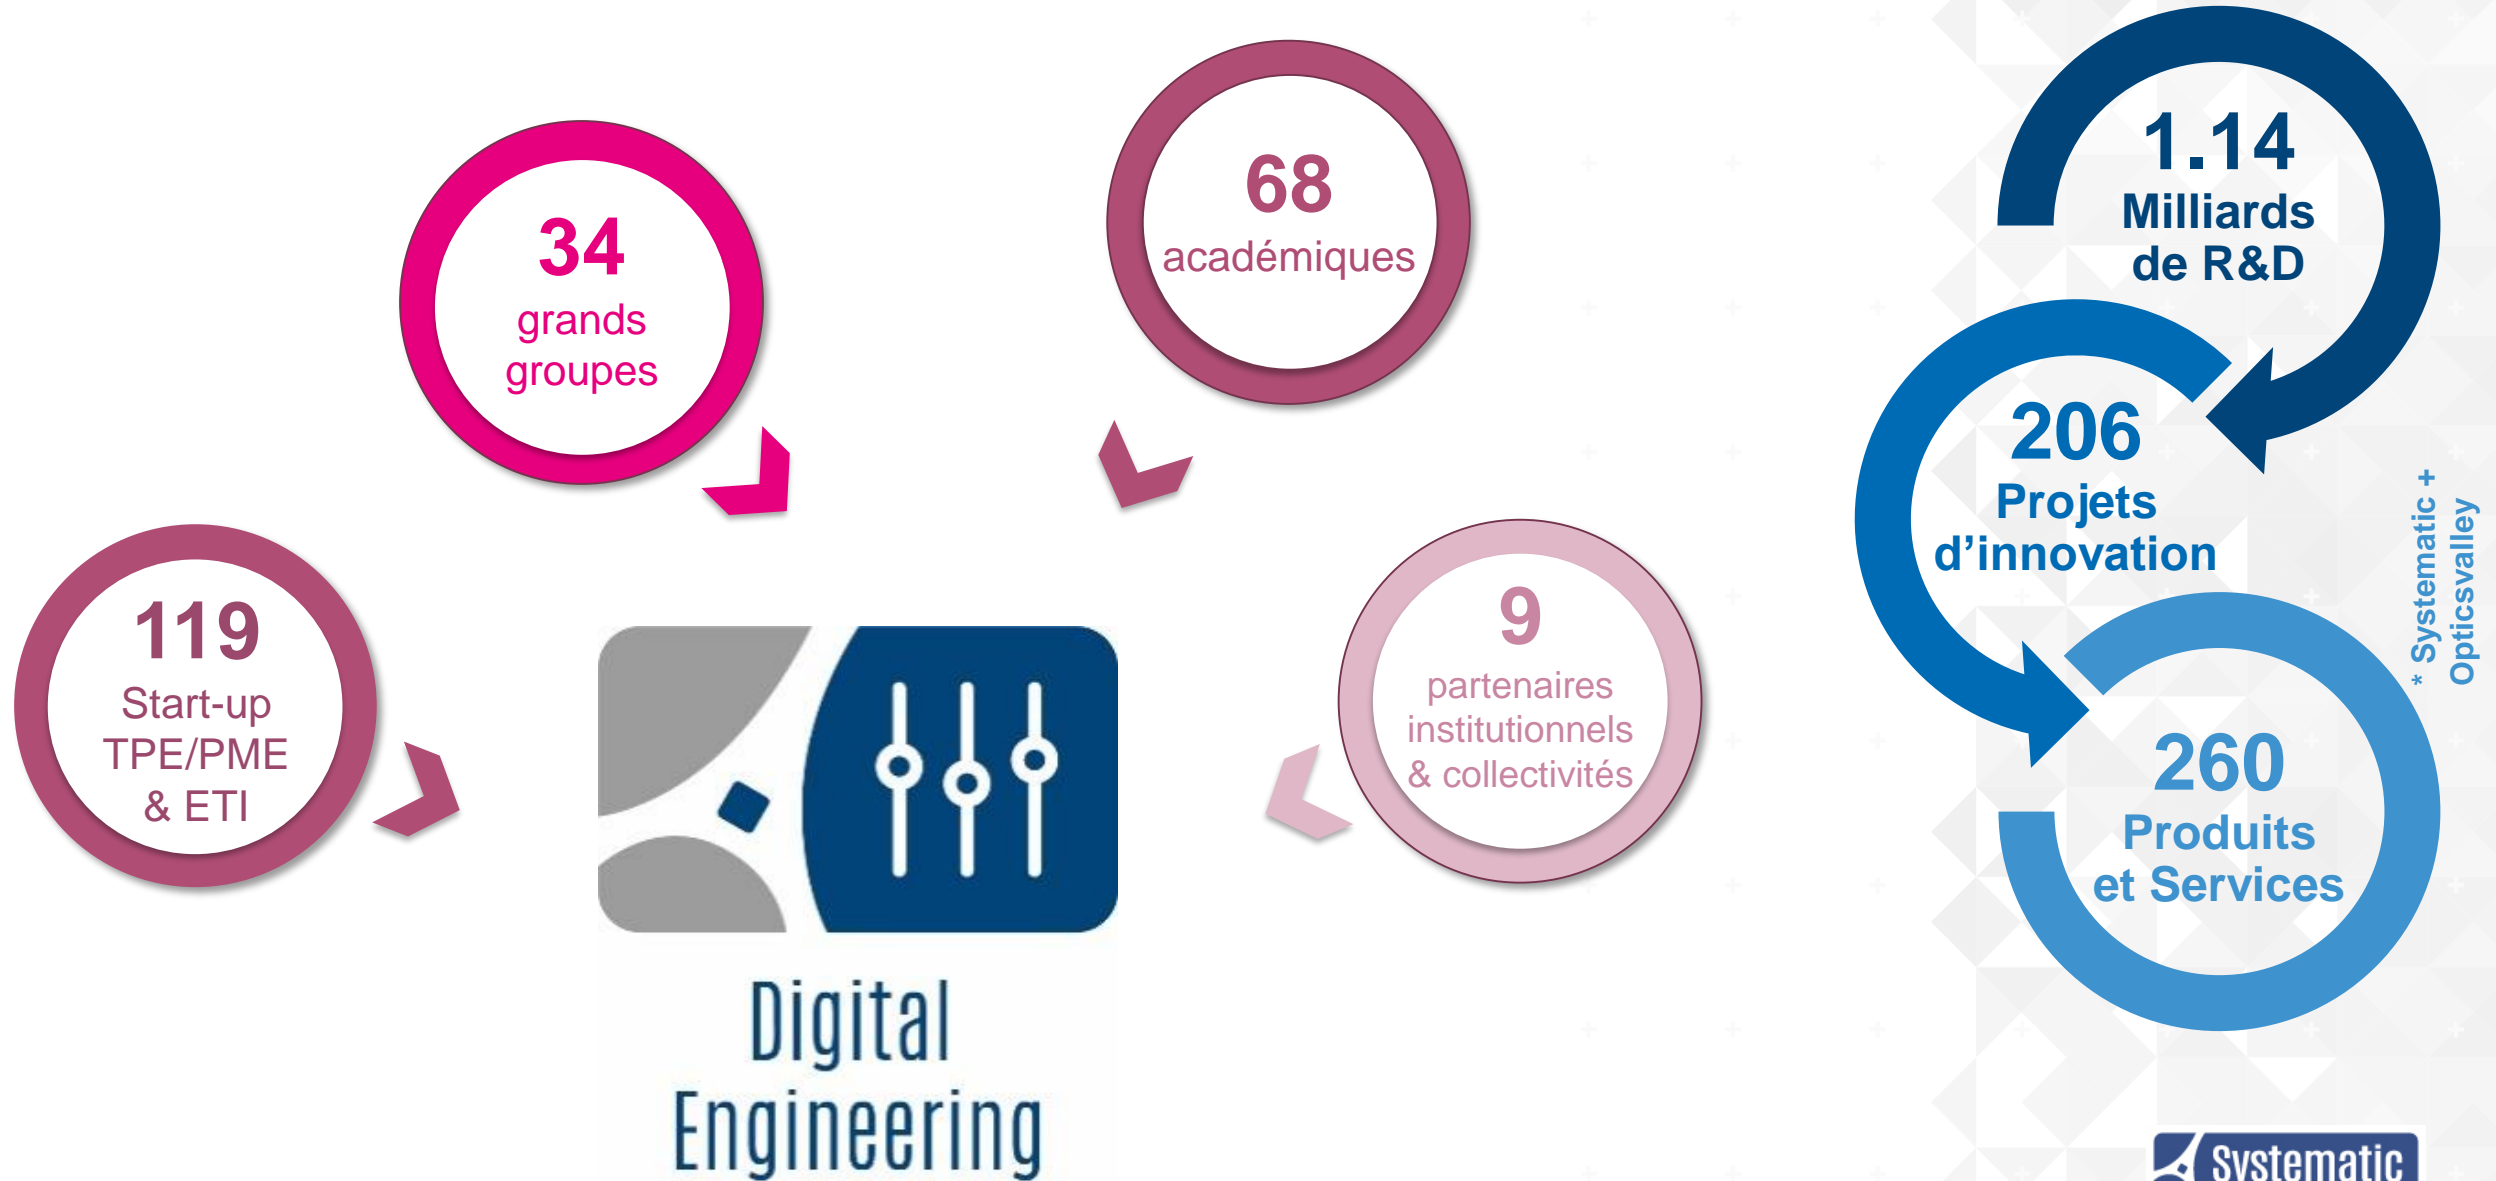 34
grands
groupes
68
académiques
119
Start-up
TPE/PME
& ETI
9
partenaires
institutionnels
& collectivités
Digital
Engineering
1.14
Milliards
de R&D
206
Projets
d’innovation
260
Produits
et Services
* Systematic +
Opticsvalley
Systematic